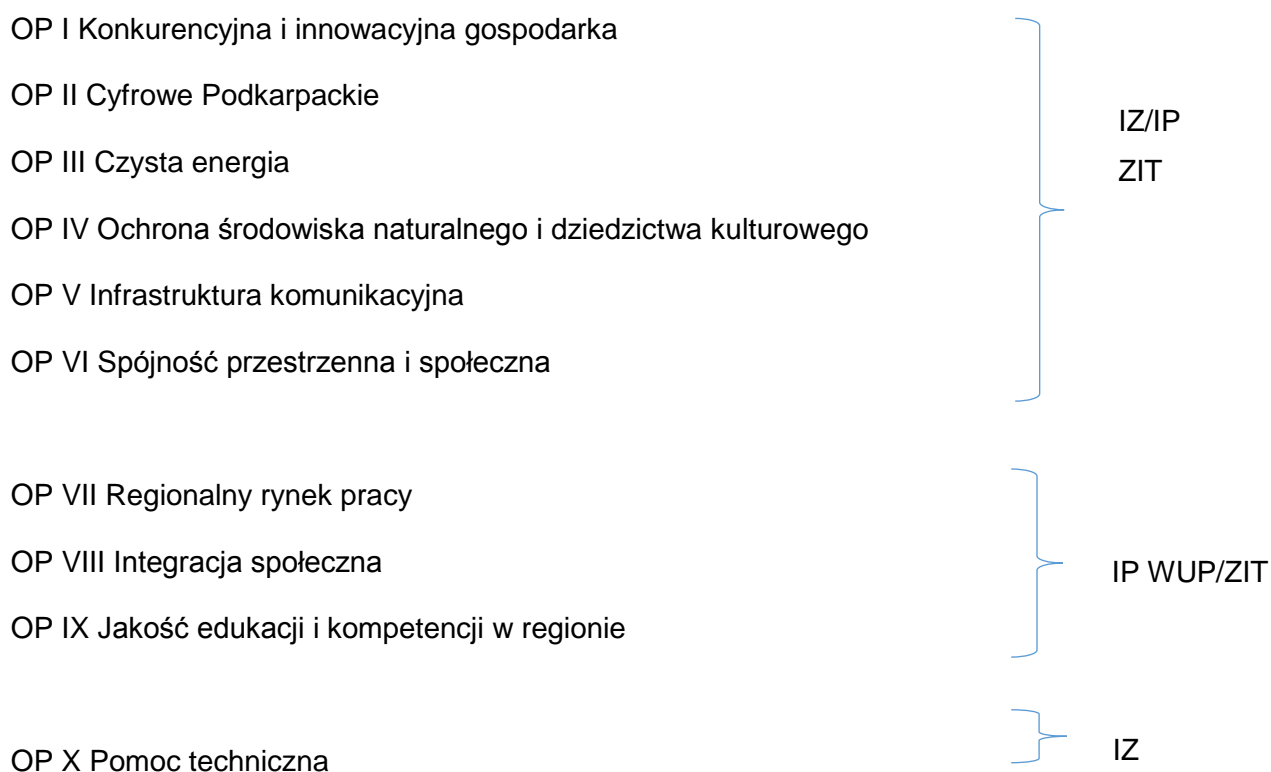 OP I Konkurencyjna i innowacyjna gospodarka
OP II Cyfrowe Podkarpackie
OP III Czysta energia
OP IV Ochrona środowiska naturalnego i dziedzictwa kulturowego
OP V Infrastruktura komunikacyjna
OP VI Spójność przestrzenna i społeczna
IZ/IP
ZIT
OP VII Regionalny rynek pracy
OP VIII Integracja społeczna
OP IX Jakość edukacji i kompetencji w regionie
IP WUP/ZIT
OP X Pomoc techniczna
IZ